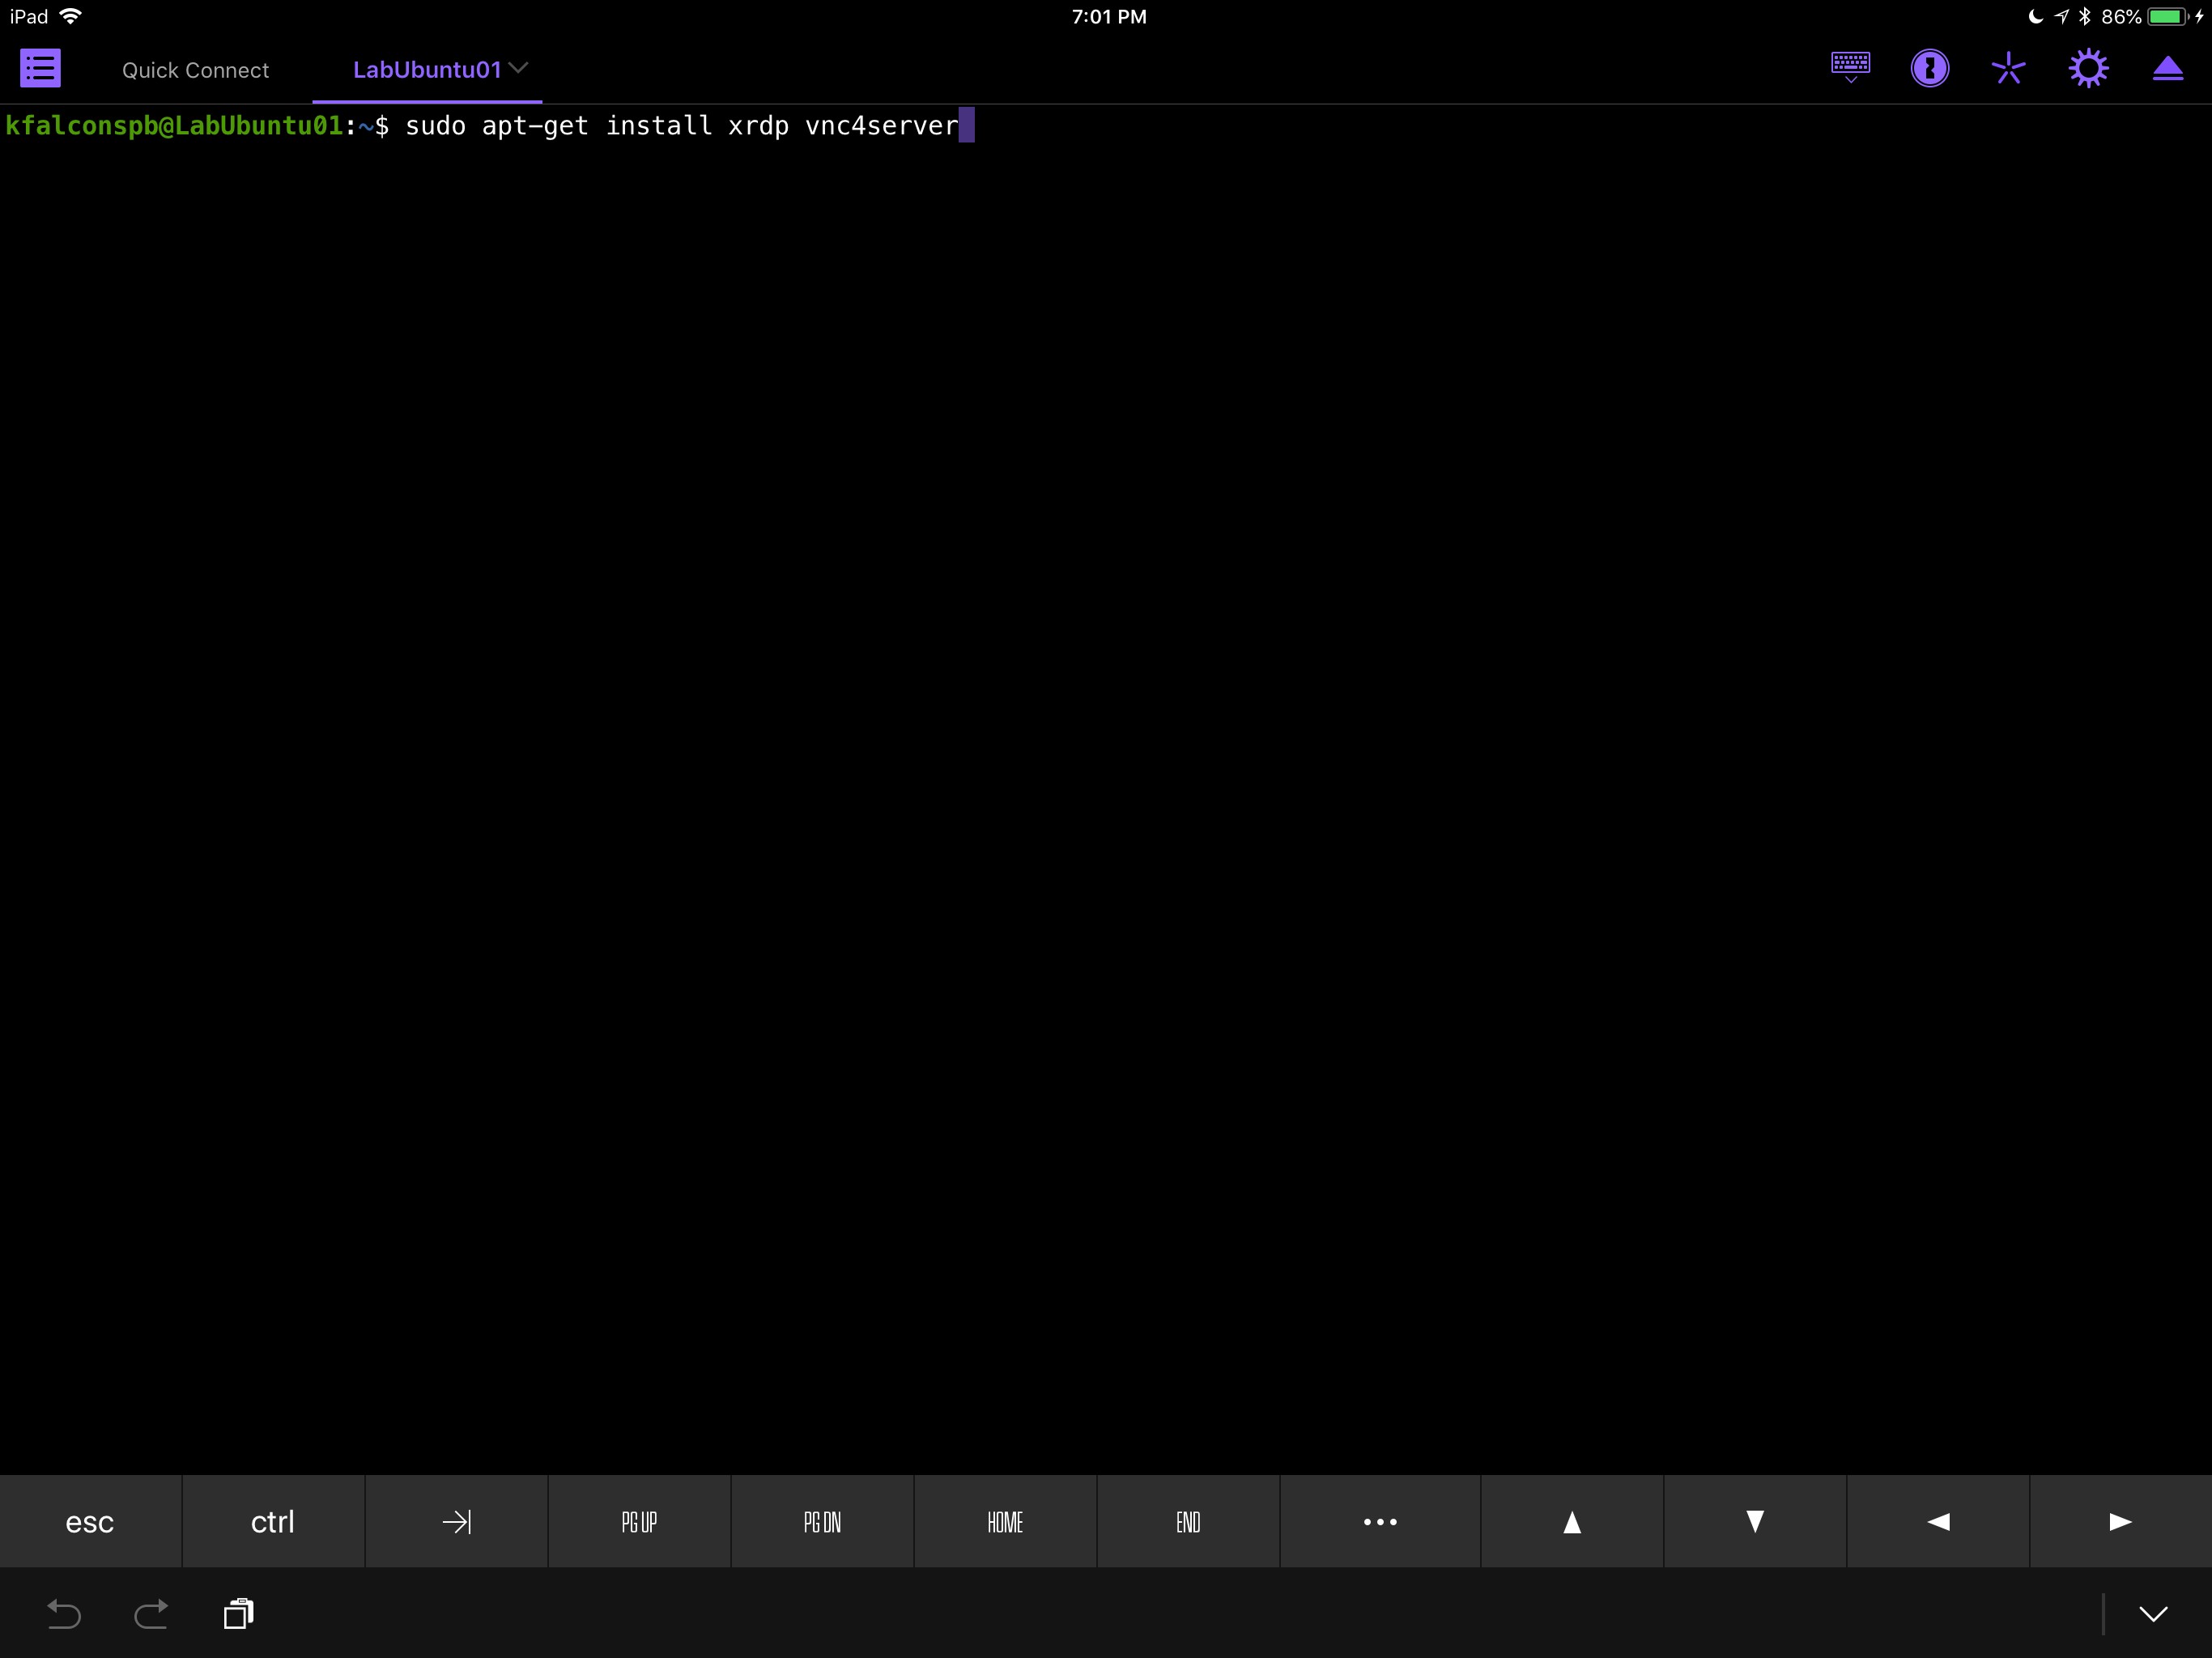 iPad 7:01 PM 86%
Quick Connect LabUbuntu01
kfalconspb@LabUbuntu01:~$ sudo apt-get install xrdp vnc4server
esc ctrl PG UP PG DN HOME END